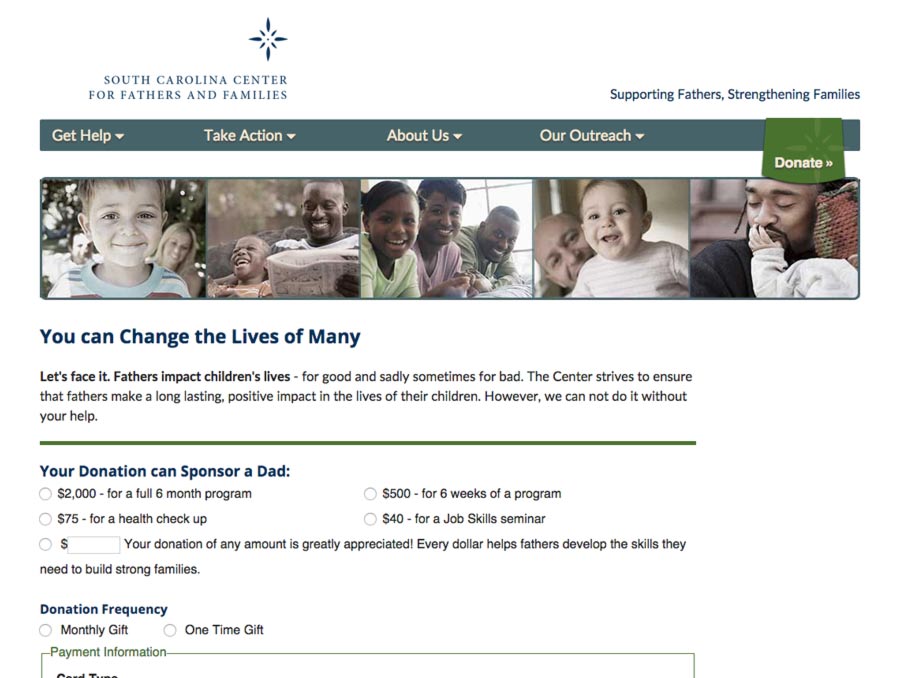 SOUTH CAROLINA CENTER
FOR FATHERS AND FAMILIES
Supporting Fathers, Strengthening Families
Get Help
Take Action
About Us
Our Outreach
Donate »
You can Change the Lives of Many
Let's face it. Fathers impact children's lives - for good and sadly sometimes for bad. The Center strives to ensure
that fathers make a long lasting, positive impact in the lives of their children. However, we can not do it without
your help.
Your Donation can Sponsor a Dad:
$2,000 - for a full 6 month program
$500 - for 6 weeks of a program
$75 - for a health check up
$40 - for a Job Skills seminar
$ Your donation of any amount is greatly appreciated! Every dollar helps fathers develop the skills they
need to build strong families.
Donation Frequency
Monthly Gift
One Time Gift
Payment Information
Card Type